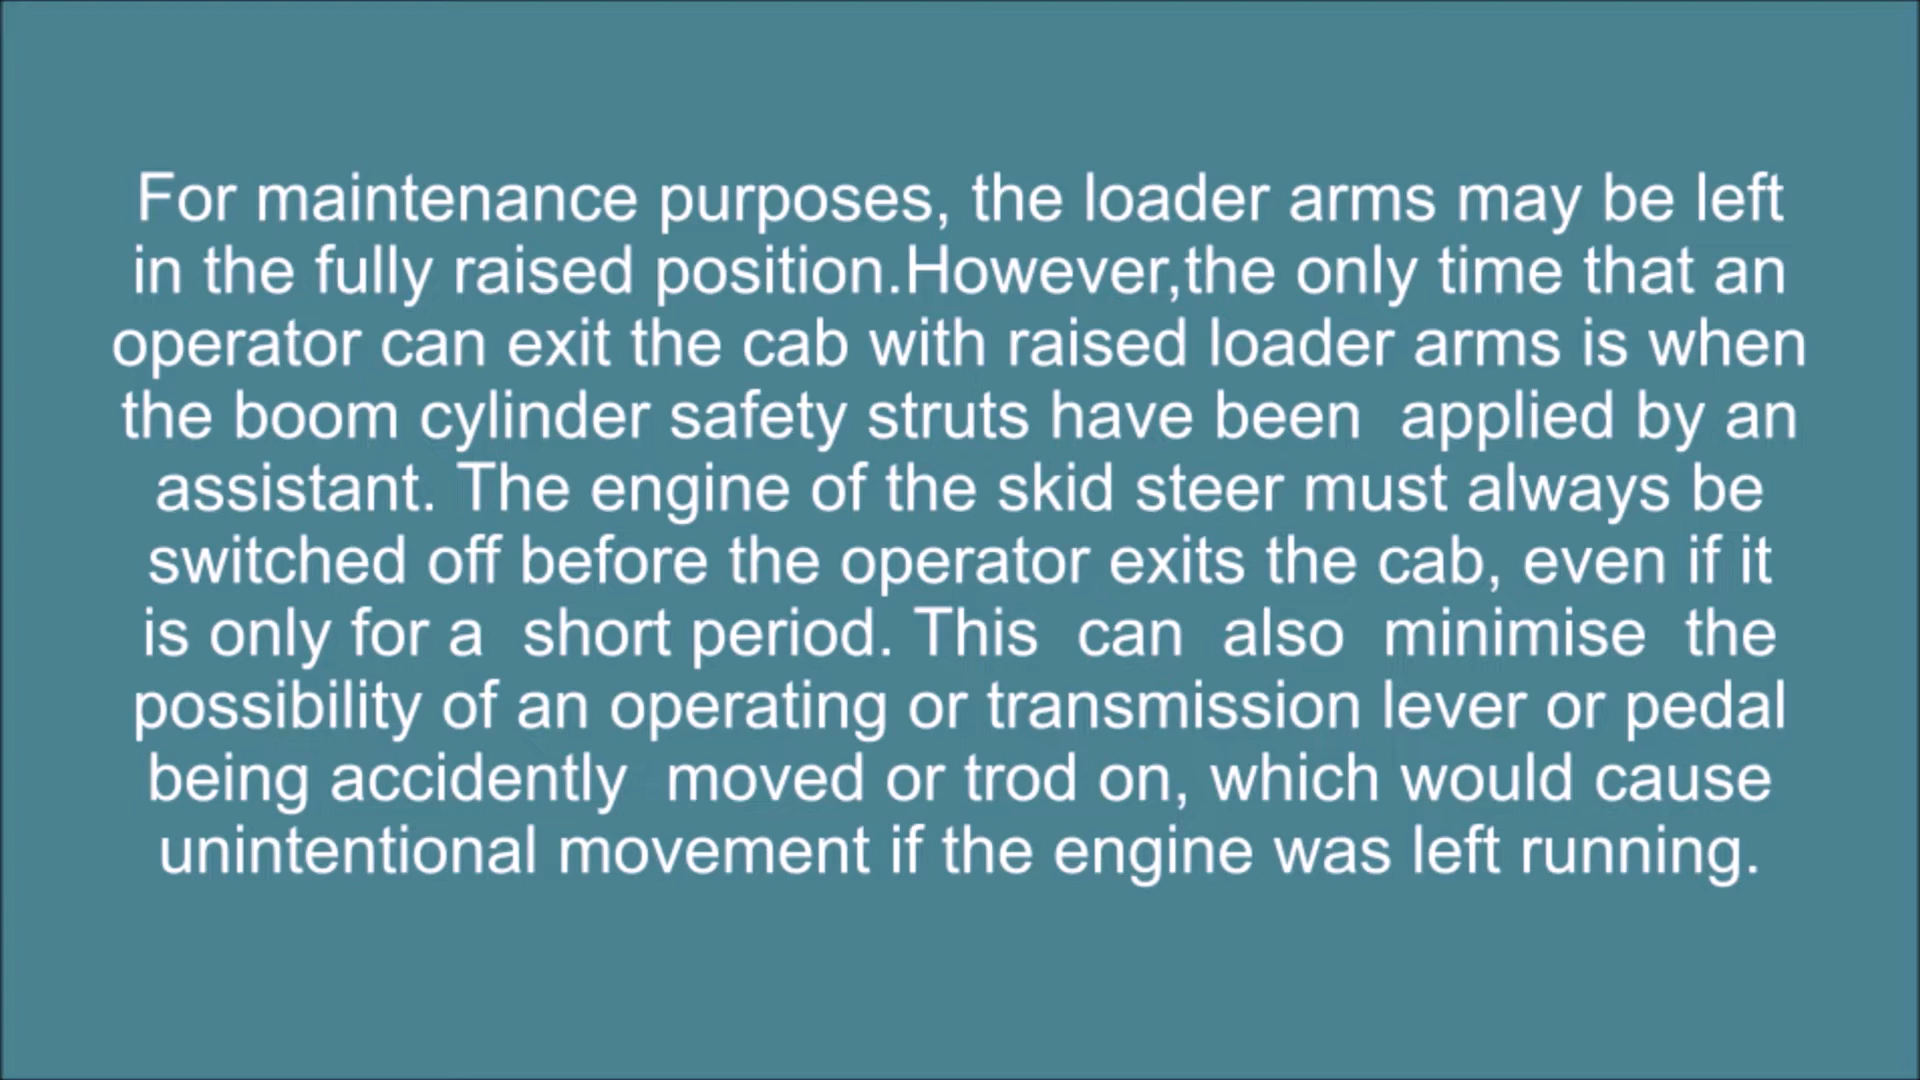 For maintenance purposes, the loader arms may be left
in the fully raised position.However,the only time that an
operator can exit the cab with raised loader arms is when
the boom cylinder safety struts have been  applied by an
assistant. The engine of the skid steer must always be
switched off before the operator exits the cab, even if it
is only for a  short period. This  can  also  minimise  the
possibility of an operating or transmission lever or pedal
being accidently  moved or trod on, which would cause
unintentional movement if the engine was left running.